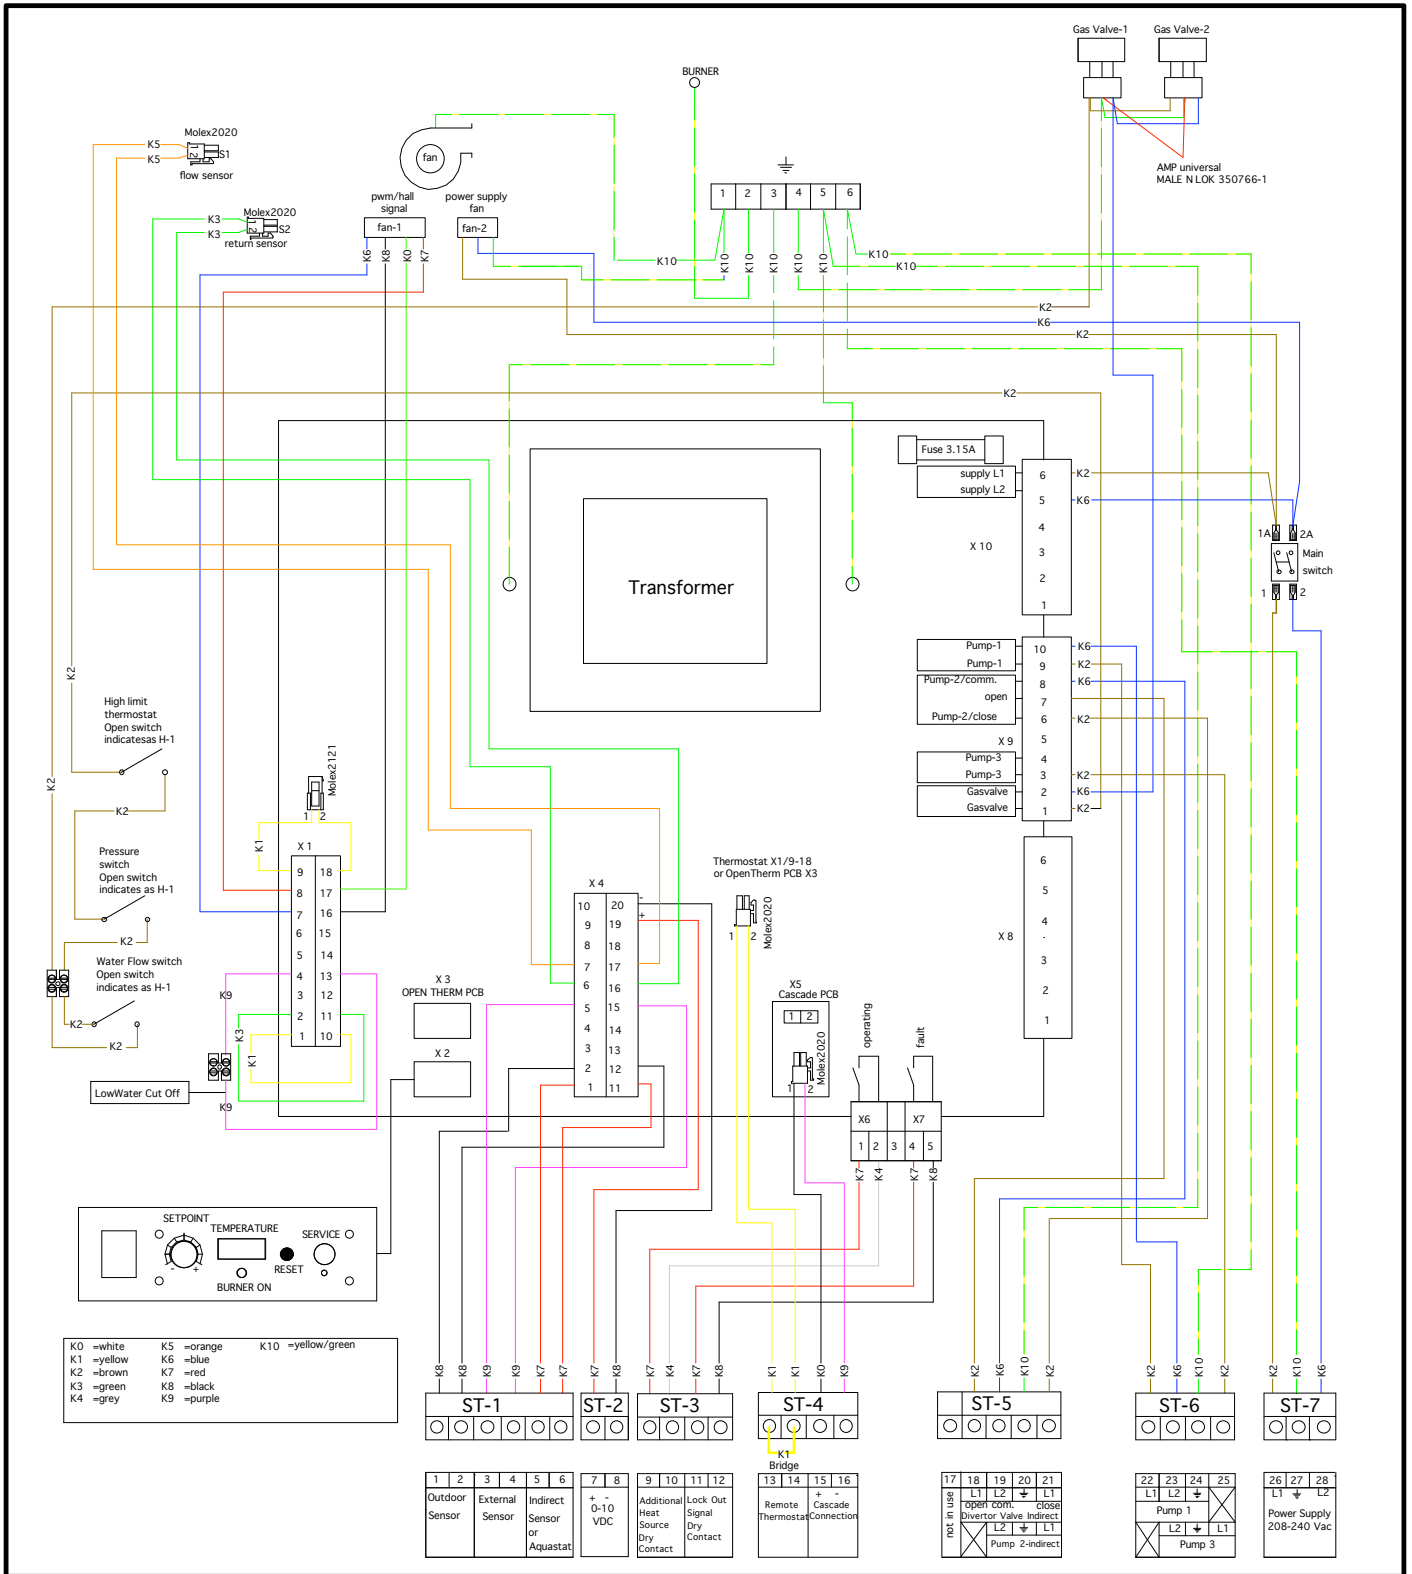 Gas Valve-1
Gas Valve-2
BURNER
AMP universal
MALE N LOK 350766-1
Molex2020
K5
K5
1 2
S1
flow sensor
fan
Molex2020
K3
K3
1 2
S2
return sensor
pwm/hall
signal
fan-1
power supply
fan
fan-2
K6
K8
K0
K7
1 2 3 4 5 6
K10
K10
K10
K10
K10
K10
K10
K10
K2
K6
K2
K2
Fuse 3.15A
supply L1
supply L2
X 10
6
5
4
3
2
1
K2
K6
1A
2A
Main
switch
1
2
Transformer
Pump-1
Pump-1
Pump-2/comm.
open
Pump-2/close
X 9
Pump-3
Pump-3
Gasvalve
Gasvalve
10
9
8
7
6
5
4
3
2
1
K6
K2
K6
K2
K2
K6
K2
K2
High limit
thermostat
Open switch
indicatesas H-1
K2
K2
Pressure
switch
Open switch
indicates as H-1
K2
Water Flow switch
Open switch
indicates as H-1
K2
K2
Molex2121
1 2
K1
X 1
9 18
8 17
7 16
6 15
5 14
4 13
3 12
2 11
1 10
K9
K3
K1
K9
LowWater Cut Off
X 3
OPEN THERM PCB
X 2
X 4
10 20
9 19
8 18
7 17
6 16
5 15
4 14
3 13
2 12
1 11
-
+
Thermostat X1/9-18
or OpenTherm PCB X3
Molex2020
1 2
X5
Cascade PCB
1 2
Molex2020
1 2
operating
fault
X 8
6
5
4
3
2
1
X6 X7
1 2 3 4 5
K7
K4
K7
K8
SETPOINT
- +
TEMPERATURE
BURNER ON
RESET
SERVICE
K0 =white K5 =orange K10 =yellow/green
K1 =yellow K6 =blue
K2 =brown K7 =red
K3 =green K8 =black
K4 =grey K9 =purple
K8 K8 K9 K9 K7 K7 K7 K8 K7 K4 K7 K8 K1 K1 K0 K9 K2 K6 K10 K2 K2 K6 K10 K2 K2 K10 K6
ST-1
ST-2
ST-3
ST-4
ST-5
ST-6
ST-7
K1
Bridge
1 2 3 4 5 6
Outdoor
Sensor
External
Sensor
Indirect
Sensor
or
Aquastat
7 8
+ -
0-10
VDC
9 10 11 12
Additional
Heat
Source
Dry
Contact
Lock Out
Signal
Dry
Contact
13 14 15 16
Remote
Thermostat
+ -
Cascade
Connection
17 18 19 20 21
not in use
L1 L2 L1
open com. close
Divertor Valve Indirect
L2 L1
Pump 2-indirect
22 23 24 25
L1 L2
Pump 1
L2 L1
Pump 3
26 27 28
L1 L2
Power Supply
208-240 Vac